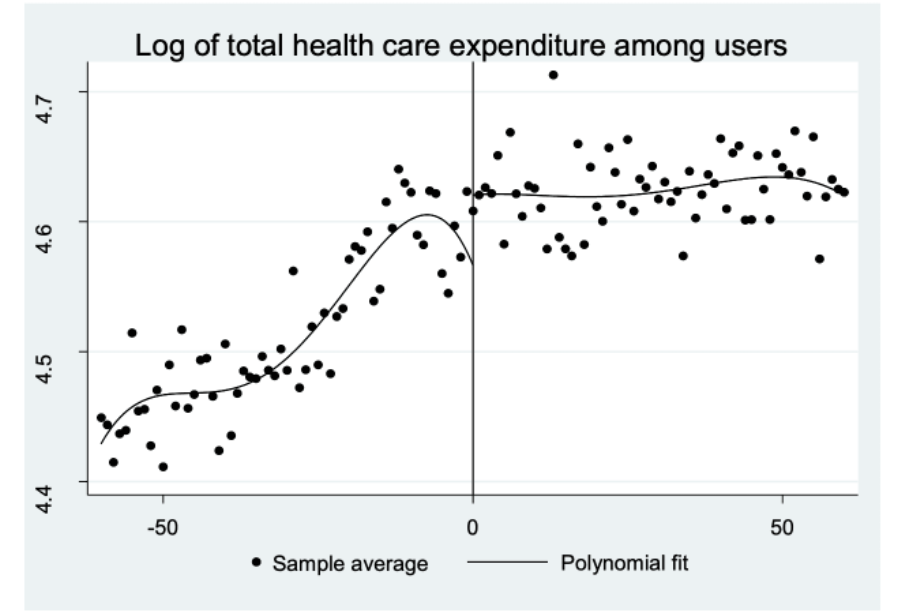 Log of total health care expenditure among users
4.7
4.6
4.5
4.4
-50 0 50
Sample average Polynomial fit